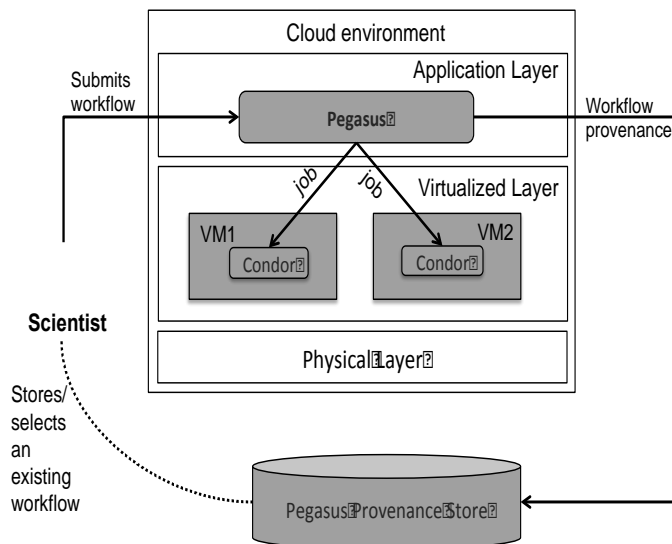 Cloud environment
Application Layer
Submits
workflow
Pegasus
Workflow
provenance
job
job
Virtualized Layer
VM1
VM2
Condor
Condor
Scientist
Physical Layer
Stores/
selects
an
existing
workflow
Pegasus Provenance Store